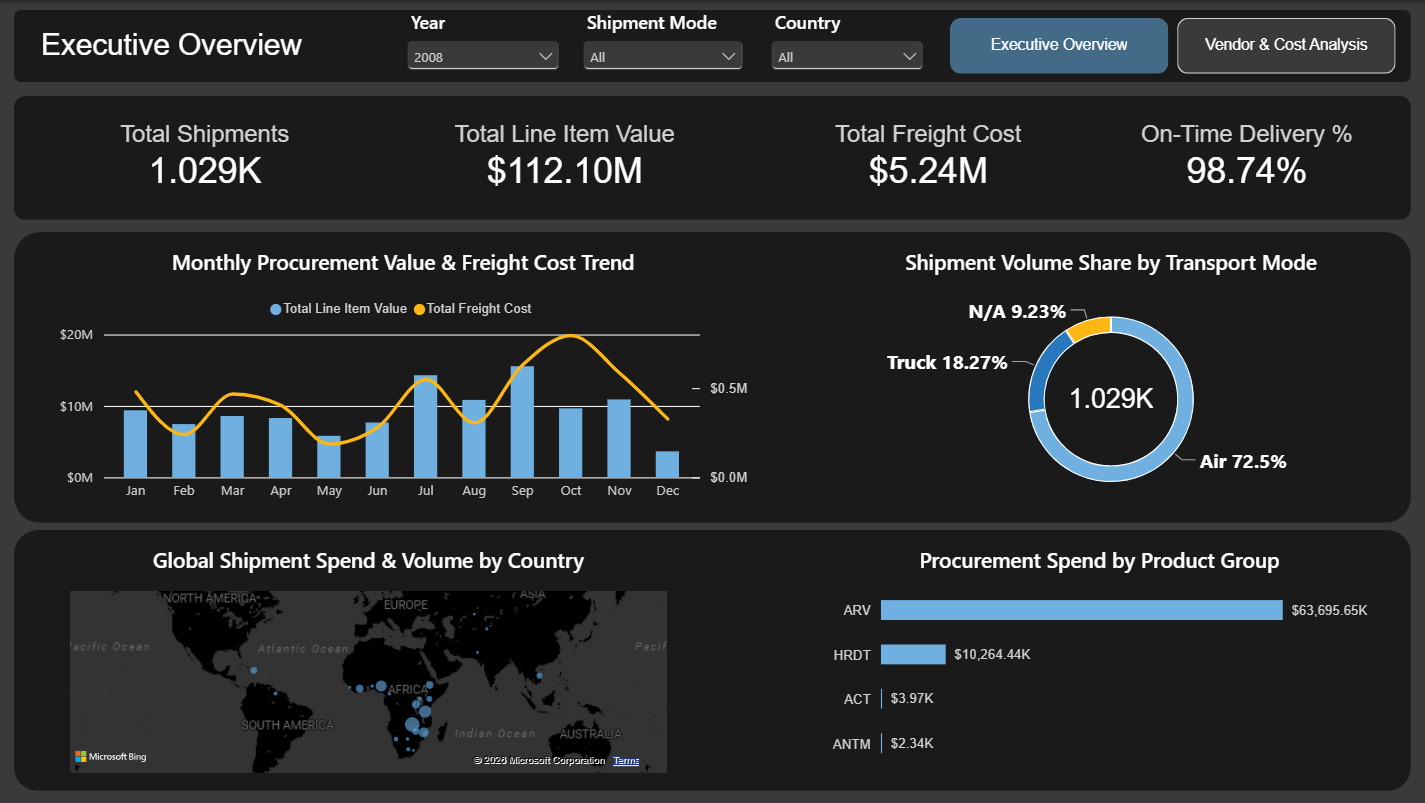 Executive Overview
Year
2008
Shipment Mode
All
Country
All
Executive Overview
Vendor & Cost Analysis
Total Shipments
1.029K
Total Line Item Value
$112.10M
Total Freight Cost
$5.24M
On-Time Delivery %
98.74%
Monthly Procurement Value & Freight Cost Trend
Total Line Item Value Total Freight Cost
$20M
$10M
$0M
$0.5M
$0.0M
Jan Feb Mar Apr May Jun Jul Aug Sep Oct Nov Dec
Shipment Volume Share by Transport Mode
N/A 9.23%
Truck 18.27%
1.029K
Air 72.5%
Global Shipment Spend & Volume by Country
NORTH AMERICA
EUROPE
ASIA
acific Ocean
Atlantic Ocean
Pacif
AFRICA
SOUTH AMERICA
Indian Ocean
AUSTRALIA
Microsoft Bing
© 2026 Microsoft Corporation Terms
Procurement Spend by Product Group
ARV $63,695.65K
HRDT $10,264.44K
ACT $3.97K
ANTM $2.34K